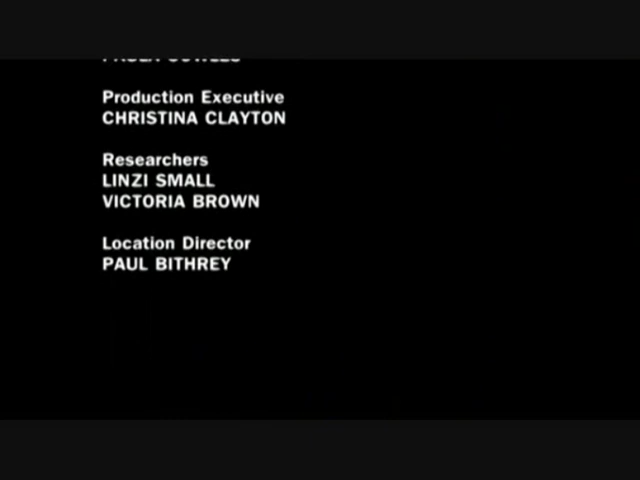 Production Executive
CHRISTINA CLAYTON
Researchers
LINZI SMALL
VICTORIA BROWN
Location Director
PAUL BITHREY